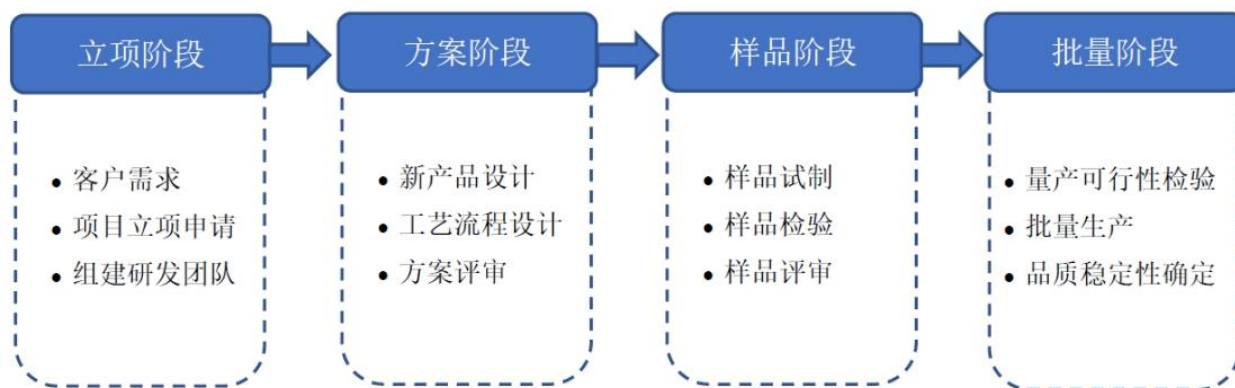 立项阶段
方案阶段
样品阶段
批量阶段
• 客户需求
• 项目立项申请
• 组建研发团队
• 新产品设计
• 工艺流程设计
• 方案评审
• 样品试制
• 样品检验
• 样品评审
• 量产可行性检验
• 批量生产
• 品质稳定性确定